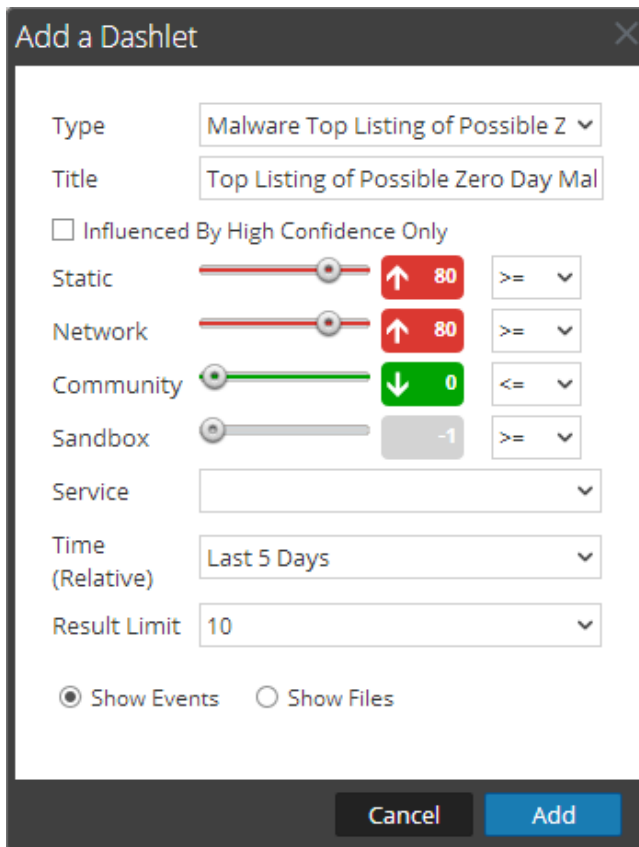 Add a Dashlet
Type Malware Top Listing of Possible Z
Title Top Listing of Possible Zero Day Mal
Influenced By High Confidence Only
Static 80 >=
Network 80 >=
Community 0 <=
Sandbox -1 >=
Service
Time
(Relative) Last 5 Days
Result Limit 10
Show Events Show Files
Cancel Add